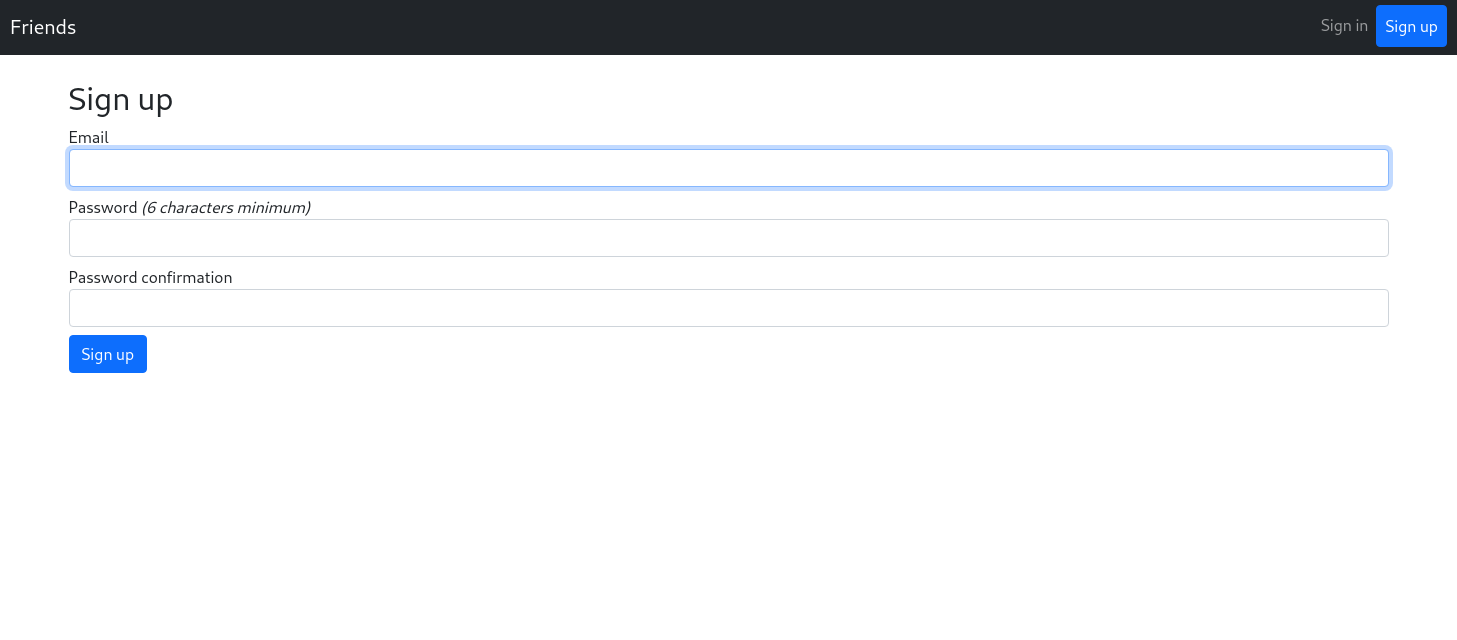 Friends
Sign in
Sign up
Sign up
Email
Password (6 characters minimum)
Password confirmation
Sign up